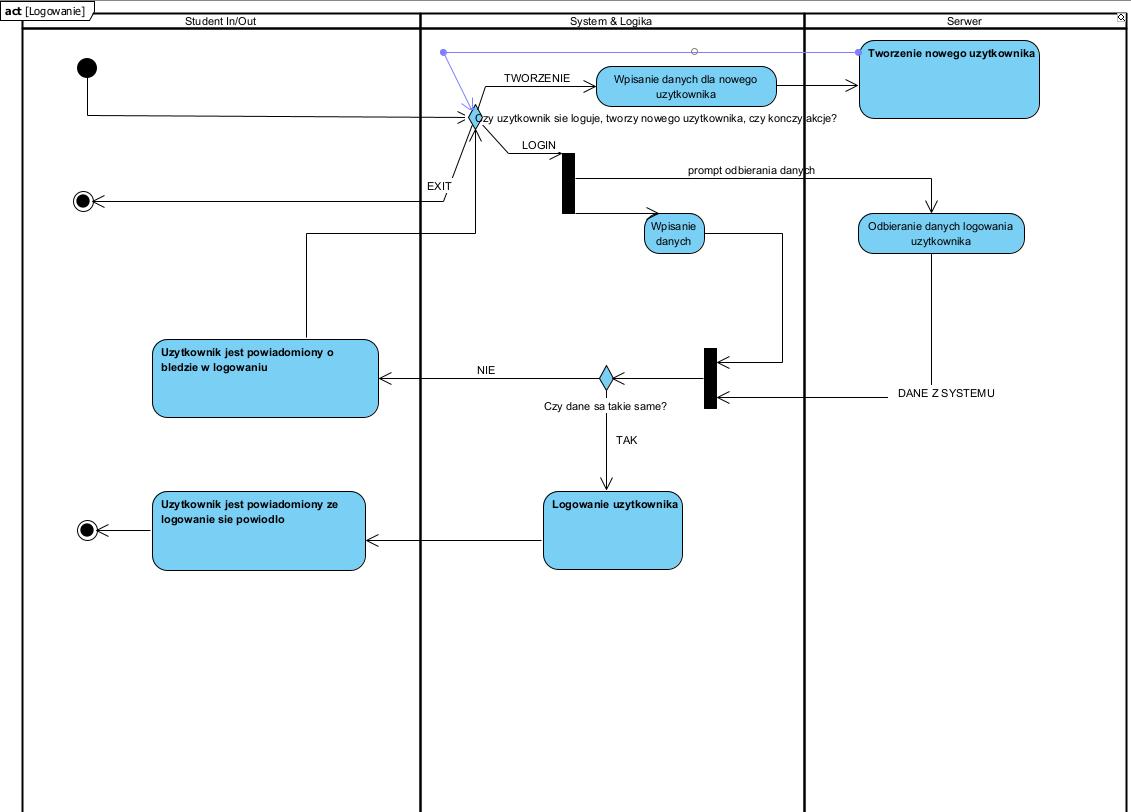 act [Logowanie]
Student In/Out
System & Logika
Serwer
Tworzenie nowego uzytkownika
TWORZENIE
Wpisanie danych dla nowego
uzytkownika
Czy uzytkownik sie loguje, tworzy nowego uzytkownika, czy konczy akcje?
LOGIN
prompt odbierania danych
EXIT
Wpisanie
danych
Odbieranie danych logowania
uzytkownika
Uzytkownik jest powiadomiony o
bledzie w logowaniu
NIE
Czy dane sa takie same?
DANE Z SYSTEMU
TAK
Uzytkownik jest powiadomiony ze
logowanie sie powiodlo
Logowanie uzytkownika